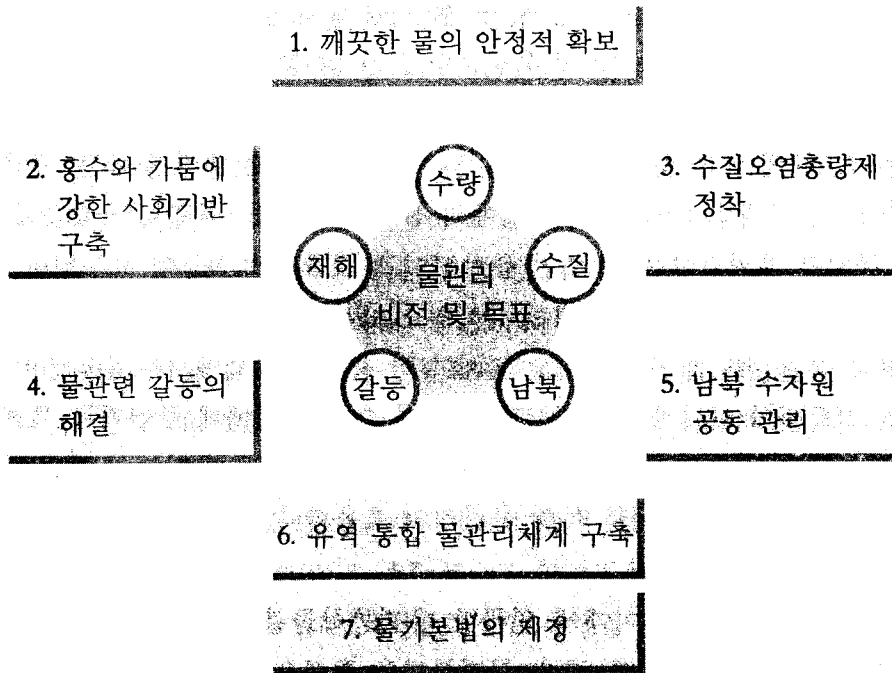 1. 깨끗한 물의 안정적 확보
2. 홍수와 가뭄에
강한 사회기반
구축
3. 수질오염총량제
정착
수량
재해
수질
물관리
비전 및 목표
갈등
남북
4. 물관련 갈등의
해결
5. 남북 수자원
공동 관리
6. 유역 통합 물관리체계 구축
7. 물기본법의 제정